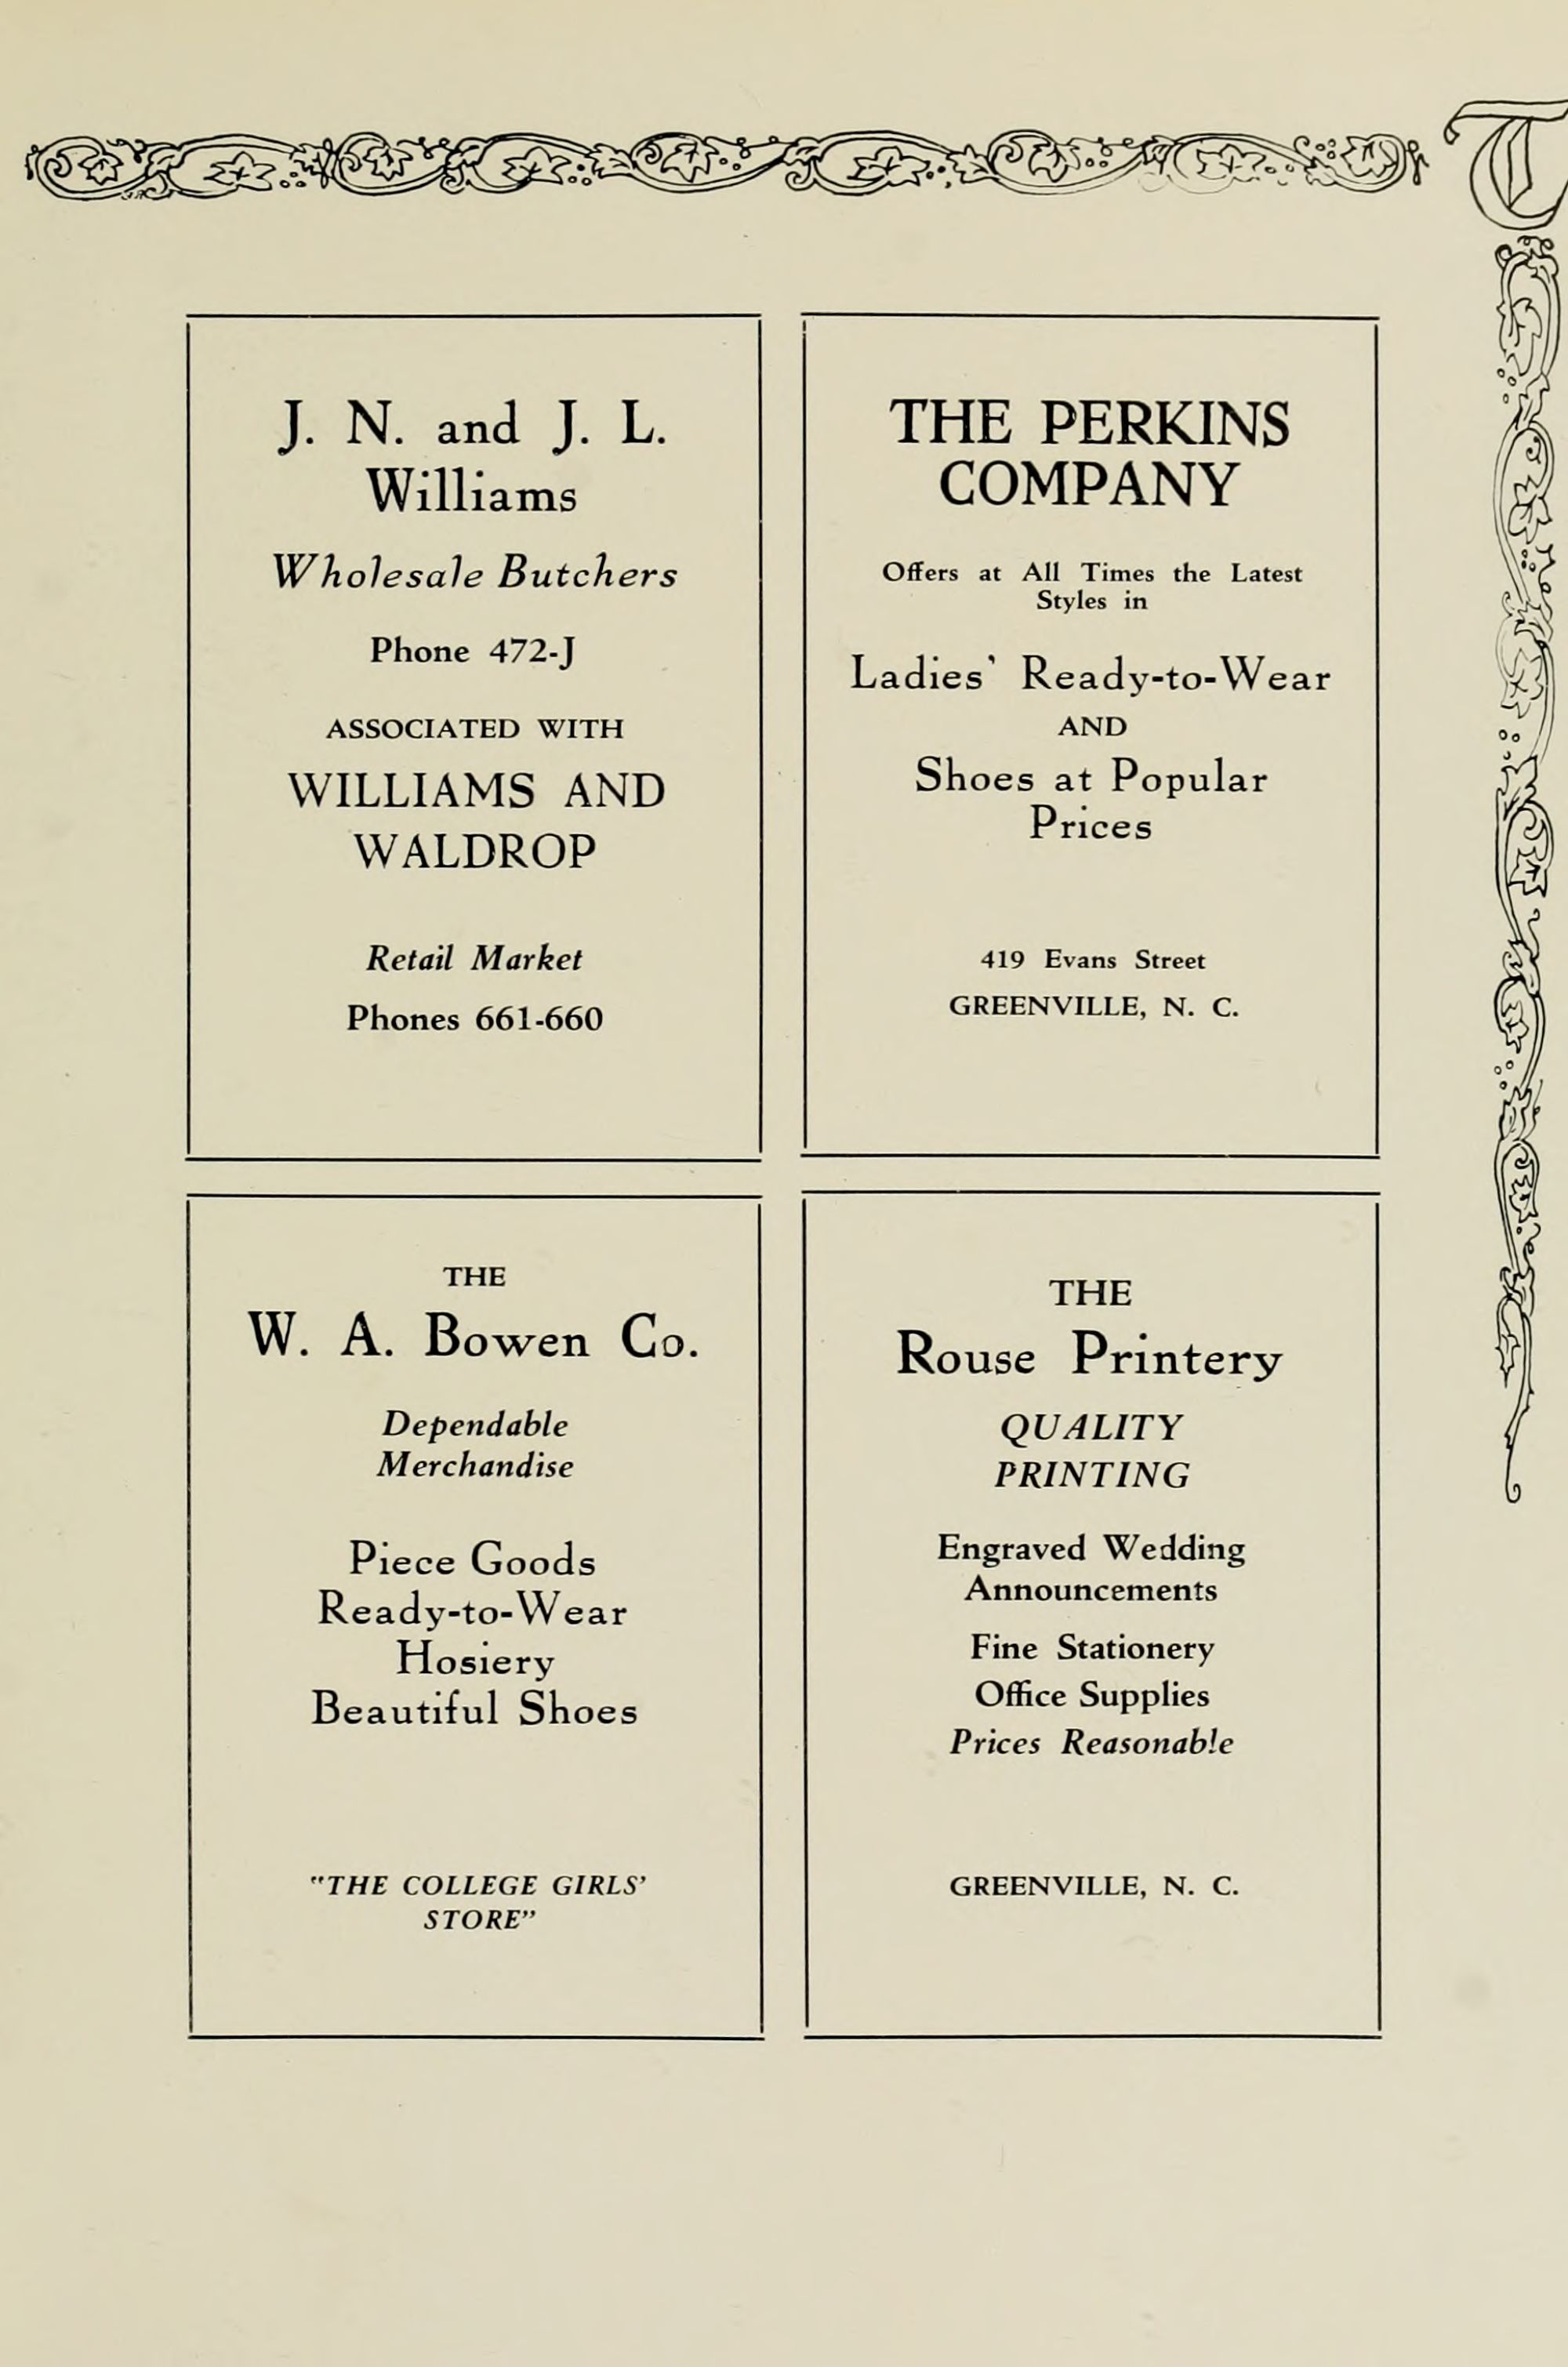 T
J. N. and J. L.
Williams
Wholesale Butchers
Phone 472-J
ASSOCIATED WITH
WILLIAMS AND
WALDROP
Retail Market
Phones 661-660
THE PERKINS
COMPANY
Offers at All Times the Latest
Styles in
Ladies' Ready-to-Wear
AND
Shoes at Popular
Prices
419 Evans Street
GREENVILLE, N. C.
THE
W. A. Bowen Co.
Dependable
Merchandise
Piece Goods
Ready-to-Wear
Hosiery
Beautiful Shoes
"THE COLLEGE GIRLS'
STORE"
THE
Rouse Printery
QUALITY
PRINTING
Engraved Wedding
Announcements
Fine Stationery
Office Supplies
Prices Reasonable
GREENVILLE, N. C.